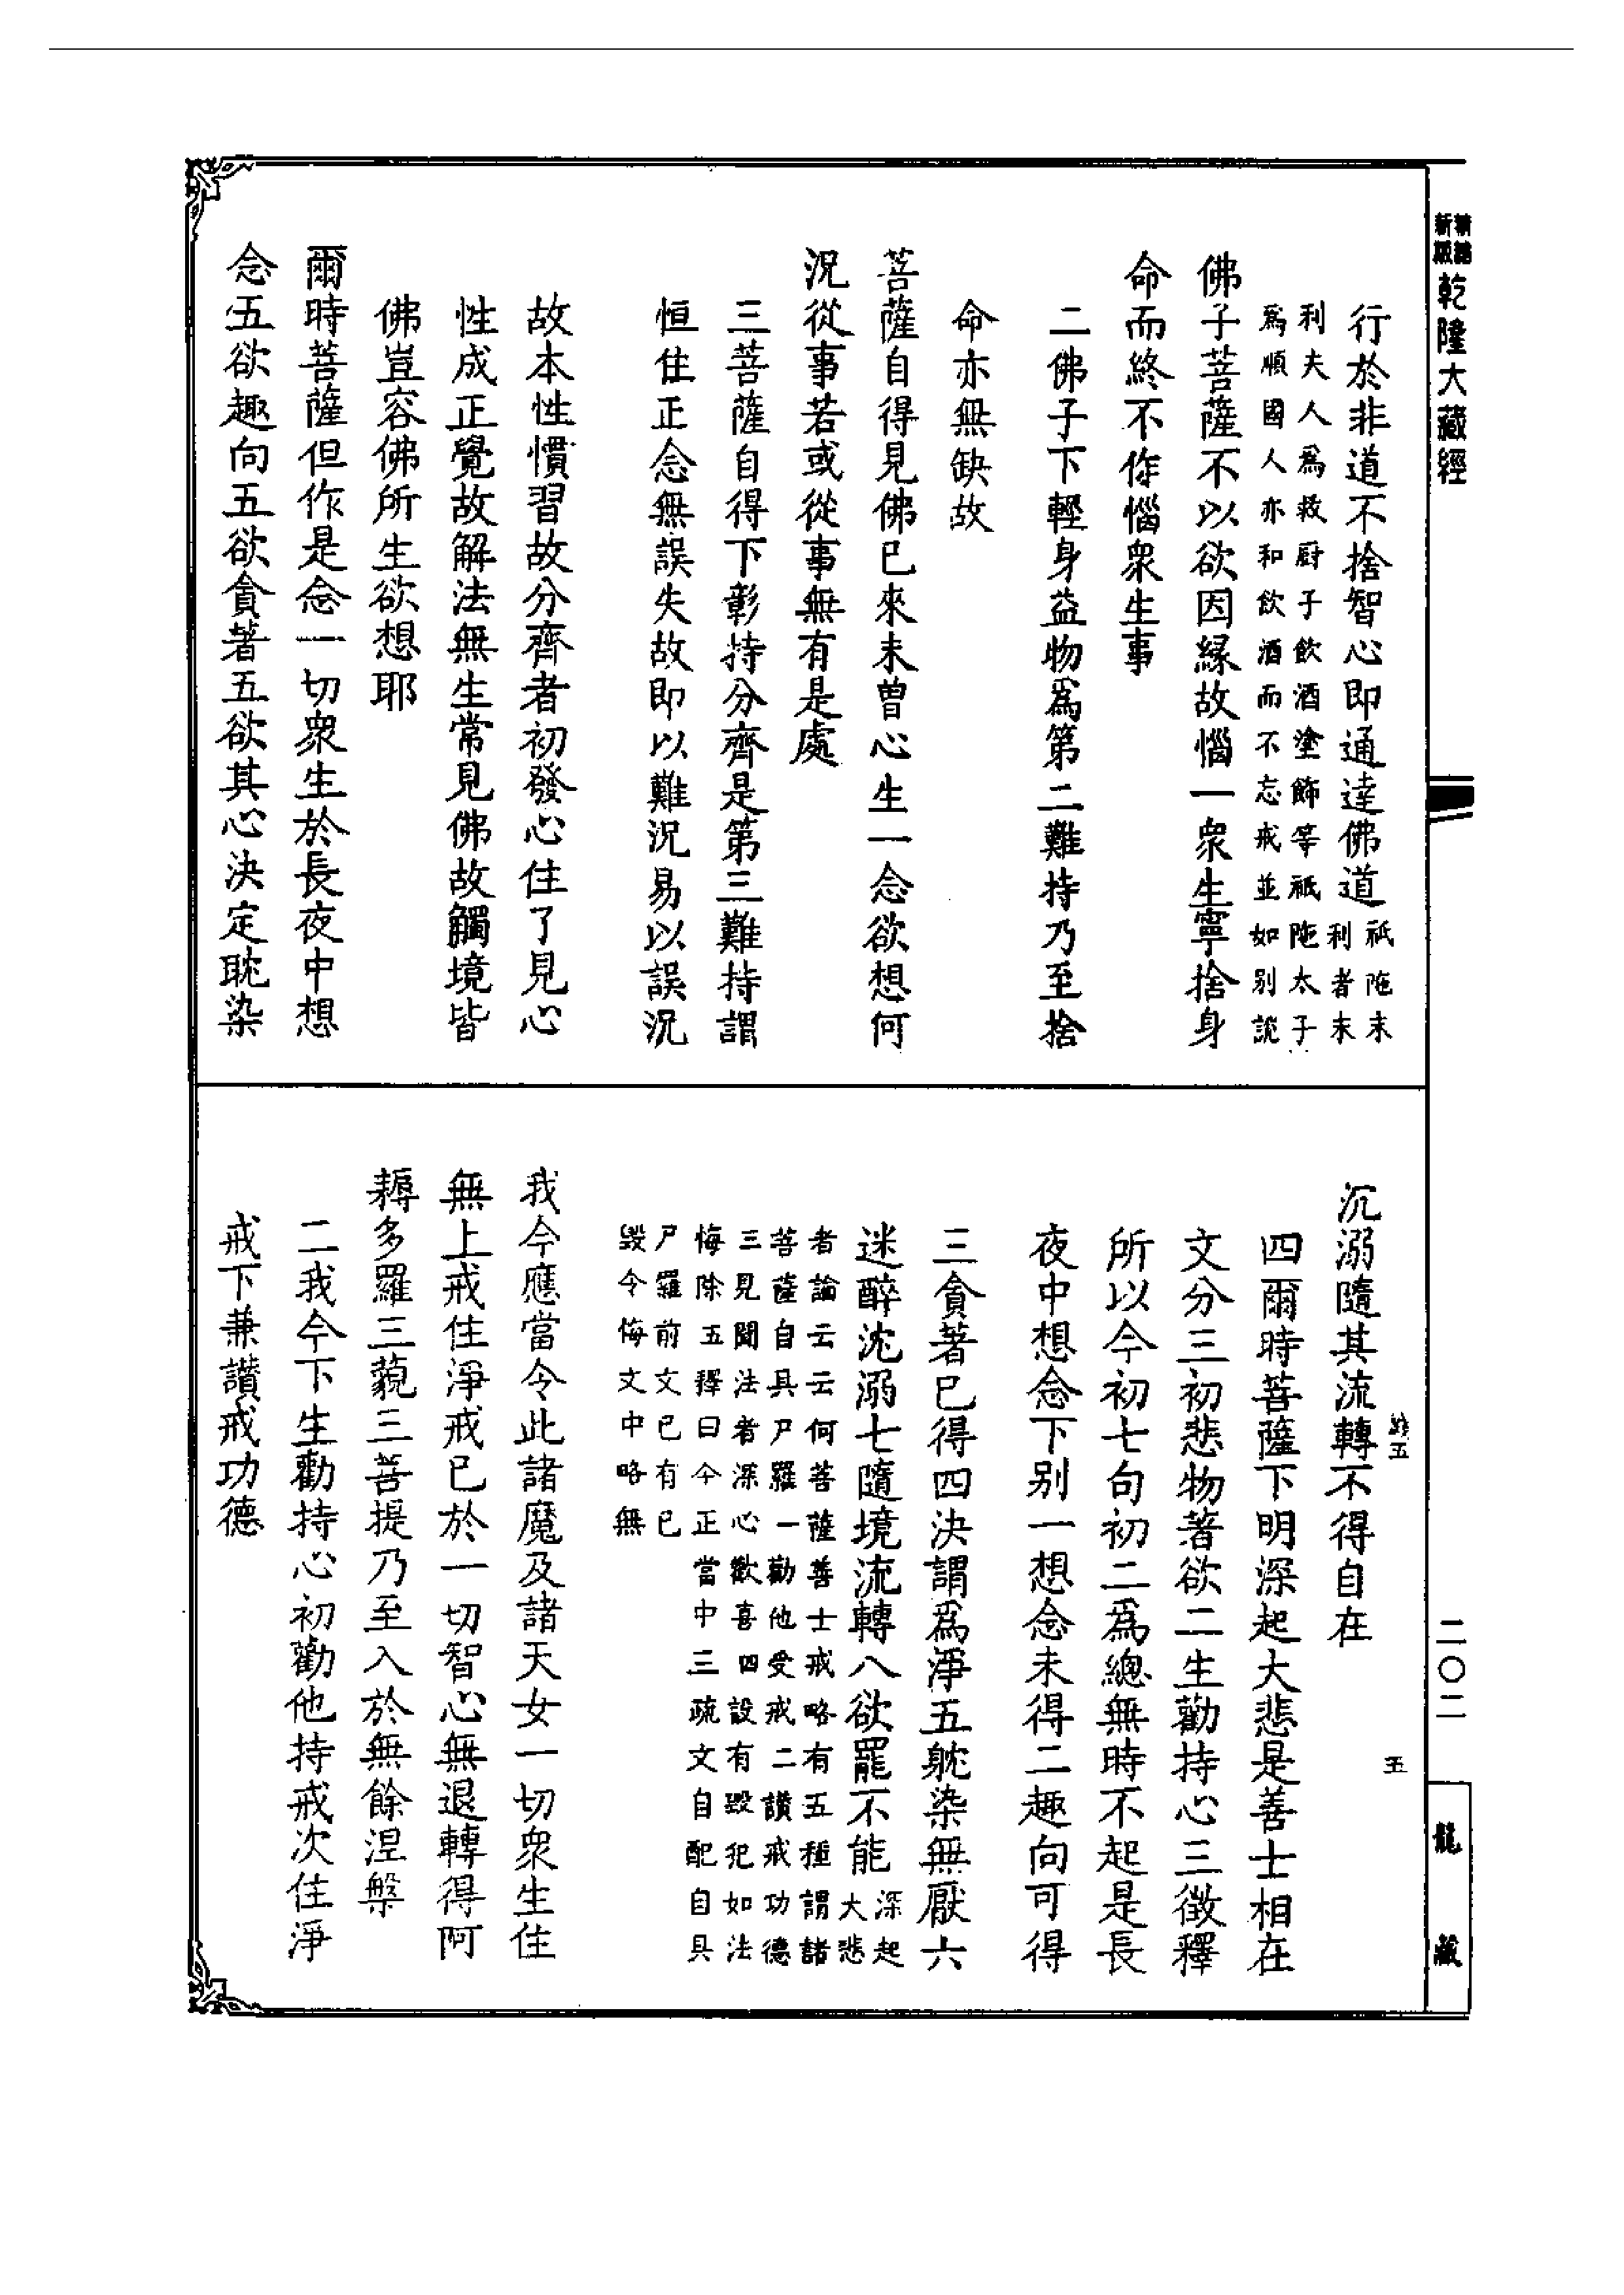 乾隆大藏經
行於非道不捨智心即通達佛道
祇陁末
利者末
利夫人爲救厨子飲酒塗飾等祇陁太子
爲順國人亦和飲酒而不忘戒並如别說
佛子菩薩不以欲因緣故惱一衆生寧捨身
命而終不作惱衆生事
二佛子下輕身益物爲第二難持乃至捨
命亦無缺故
菩薩自得見佛已來未曾心生一念欲想何
況從事若或從事無有是處
三菩薩自得下彰持分齊是第三難持謂
恒住正念無誤失故即以難況易以誤況
故本性慣習故分齊者初發心住了見心
性成正覺故解法無生常見佛故觸境皆
佛豈容佛所生欲想耶
爾時菩薩但作是念一切衆生於長夜中想
念五欲趣向五欲貪著五欲其心決定耽染
沉溺隨其流轉不得自在
四爾時菩薩下明深起大悲是善士相在
文分三初悲物著欲二生勸持心三徵釋
所以今初七句初二爲總無時不起是長
夜中想念下别一想念未得二趣向可得
三貪著已得四決謂爲淨五躭染無厭六
迷醉沈溺七隨境流轉八欲罷不能
深起
大悲
者論云云何菩薩善士戒略有五種謂諸
菩薩自具尸羅一勸他受戒二讃戒功德
三見聞法者深心歡喜四設有毀犯如法
悔除五釋曰今正當中三疏文自配自具
尸羅前文已有已
毀令悔文中略無
我今應當令此諸魔及諸天女一切衆生住
無上戒住淨戒已於一切智心無退轉得阿
耨多羅三藐三菩提乃至入於無餘涅槃
二我今下生勸持心初勸他持戒次住淨
戒下兼讃戒功德
五
二〇二
龍藏